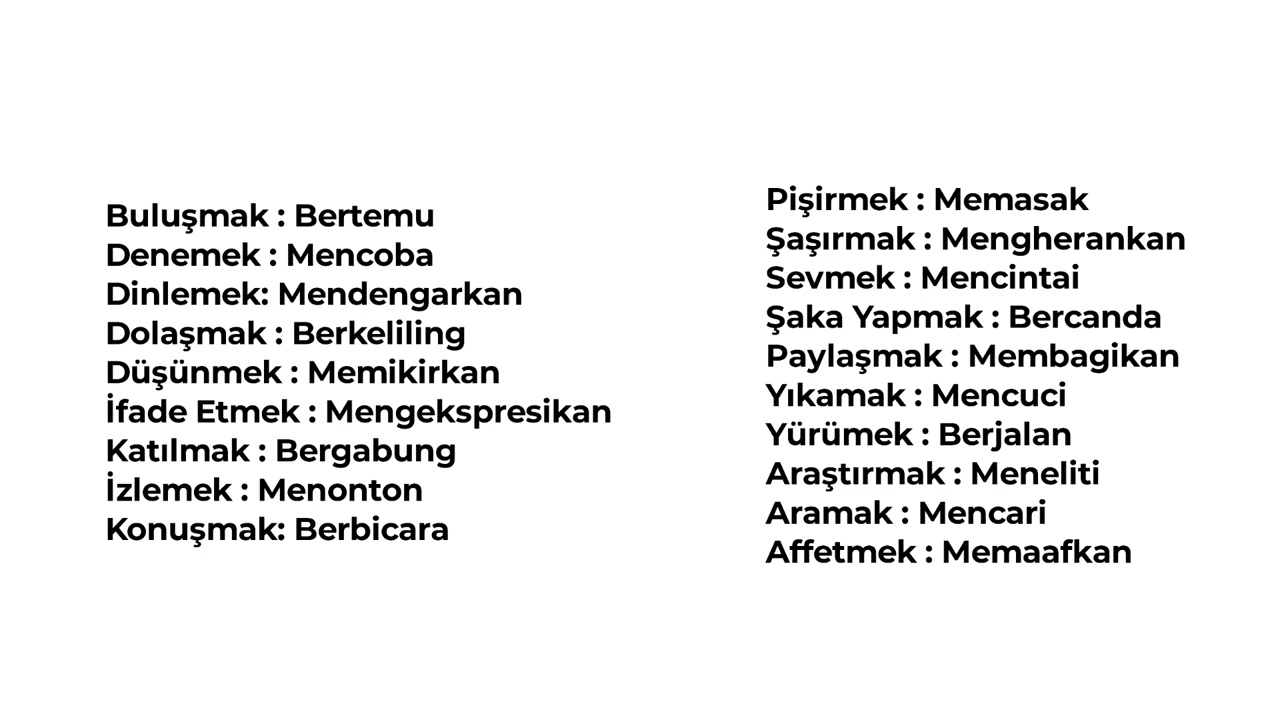 Buluşmak : Bertemu
Denemek : Mencoba
Dinlemek: Mendengarkan
Dolaşmak : Berkeliling
Düşünmek : Memikirkan
İfade Etmek : Mengekspresikan
Katılmak : Bergabung
İzlemek : Menonton
Konuşmak: Berbicara
Pişirmek : Memasak
Şaşırmak : Mengherankan
Sevmek : Mencintai
Şaka Yapmak : Bercanda
Paylaşmak : Membagikan
Yıkamak : Mencuci
Yürümek : Berjalan
Araştırmak : Meneliti
Aramak : Mencari
Affetmek : Memaafkan